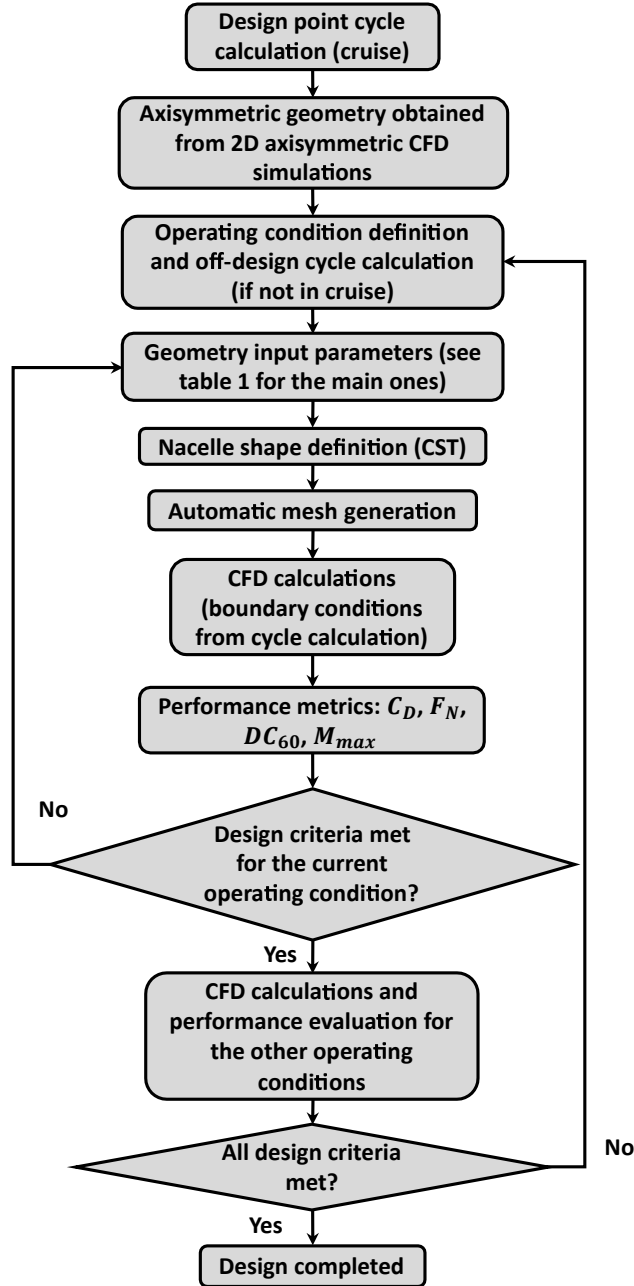 Design point cycle
calculation (cruise)
Axisymmetric geometry obtained
from 2D axisymmetric CFD
simulations
Operating condition definition
and off-design cycle calculation
(if not in cruise)
Geometry input parameters (see
table 1 for the main ones)
Nacelle shape definition (CST)
Automatic mesh generation
CFD calculations
(boundary conditions
from cycle calculation)
Performance metrics: C_D, F_N,
DC_60, M_max
No
Design criteria met
for the current
operating condition?
Yes
CFD calculations and
performance evaluation for
the other operating
conditions
All design criteria
met?
No
Yes
Design completed